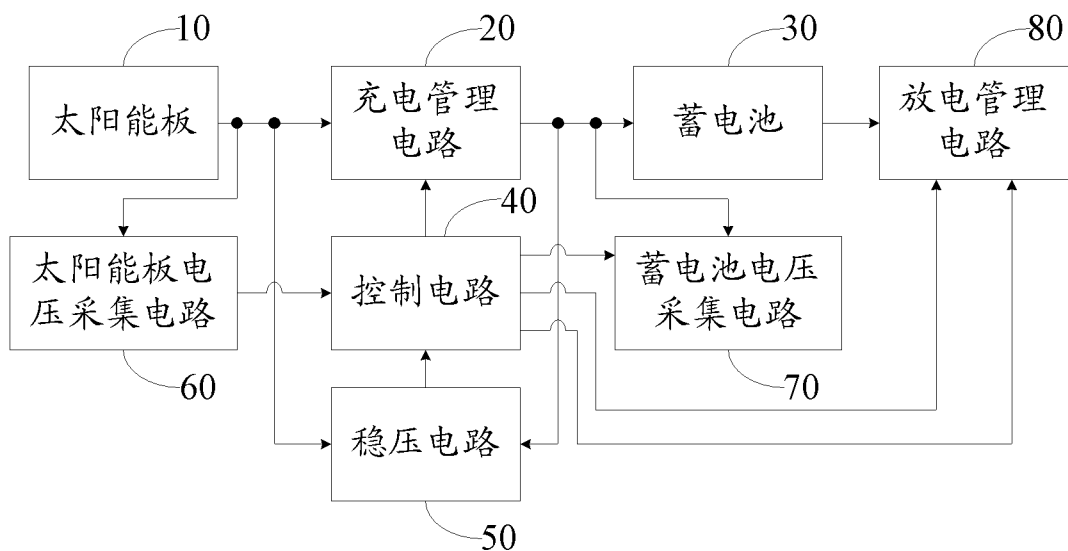 10
20
30
80
太阳能板
充电管理
电路
蓄电池
放电管理
电路
40
太阳能板电
压采集电路
控制电路
蓄电池电压
采集电路
60
70
稳压电路
50